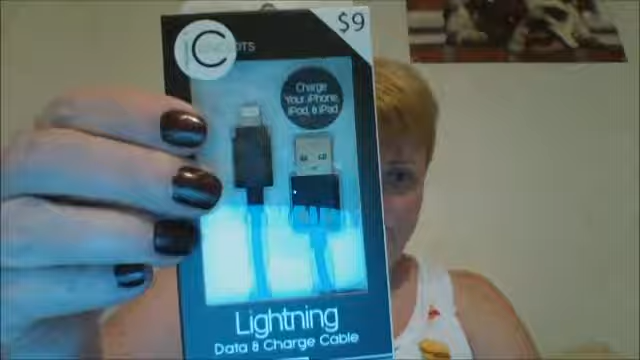 $9
C
Charge
Your iPhone,
iPod, & iPad
Lightning
Data & Charge Cable